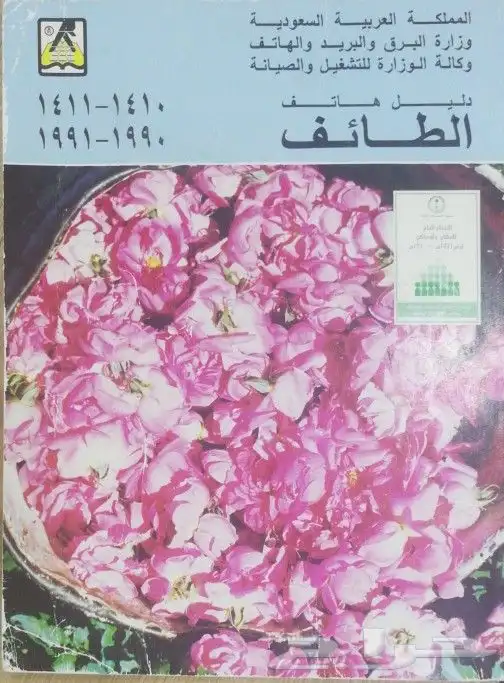 المملكة العربية السعودية
وزارة البرق والبريد والهاتف
وكالة الوزارة للتشغيل والصيانة
دليل هاتف
الطائف
١٤١٠-١٤١١
١٩٩٠-١٩٩١